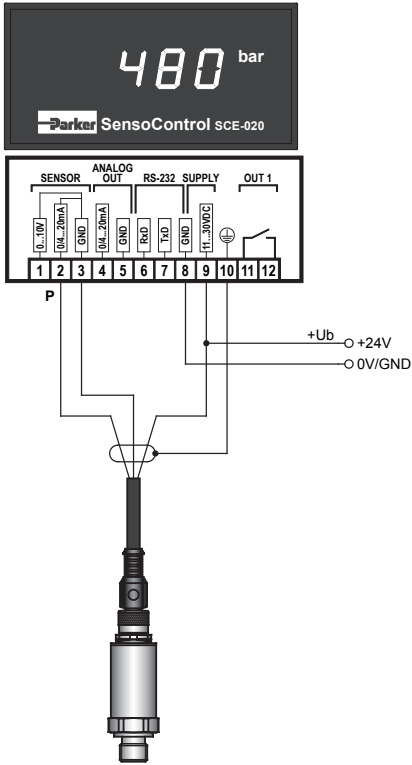 480 bar
Parker SensoControl SCE-020
SENSOR ANALOG OUT RS-232 SUPPLY OUT 1
0...10V 0/4...20mA GND 0/4...20mA GND RxD TxD GND 11...30VDC
1 2 3 4 5 6 7 8 9 10 11 12
P
+Ub +24V
0V/GND